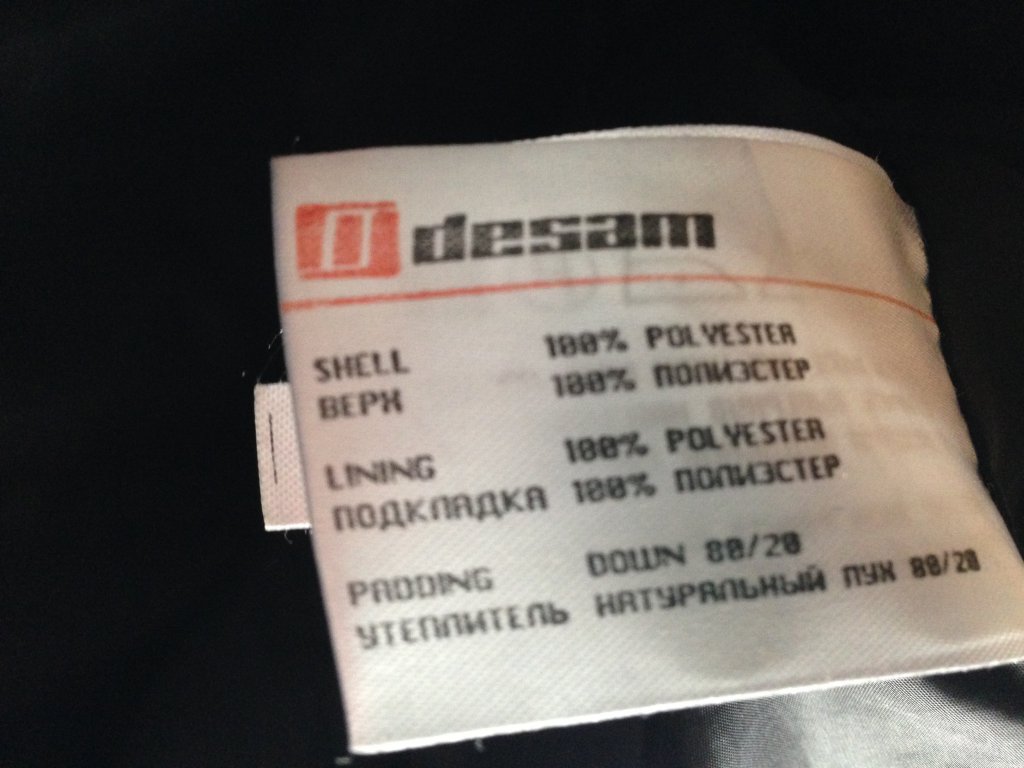 desam
SHELL 100% POLYESTER
ВЕРХ 100% ПОЛИЭСТЕР
LINING 100% POLYESTER
ПОДКЛАДКА 100% ПОЛИЭСТЕР
PADDING DOWN 80/20
УТЕПЛИТЕЛЬ НАТУРАЛЬНЫЙ ПУХ 80/20